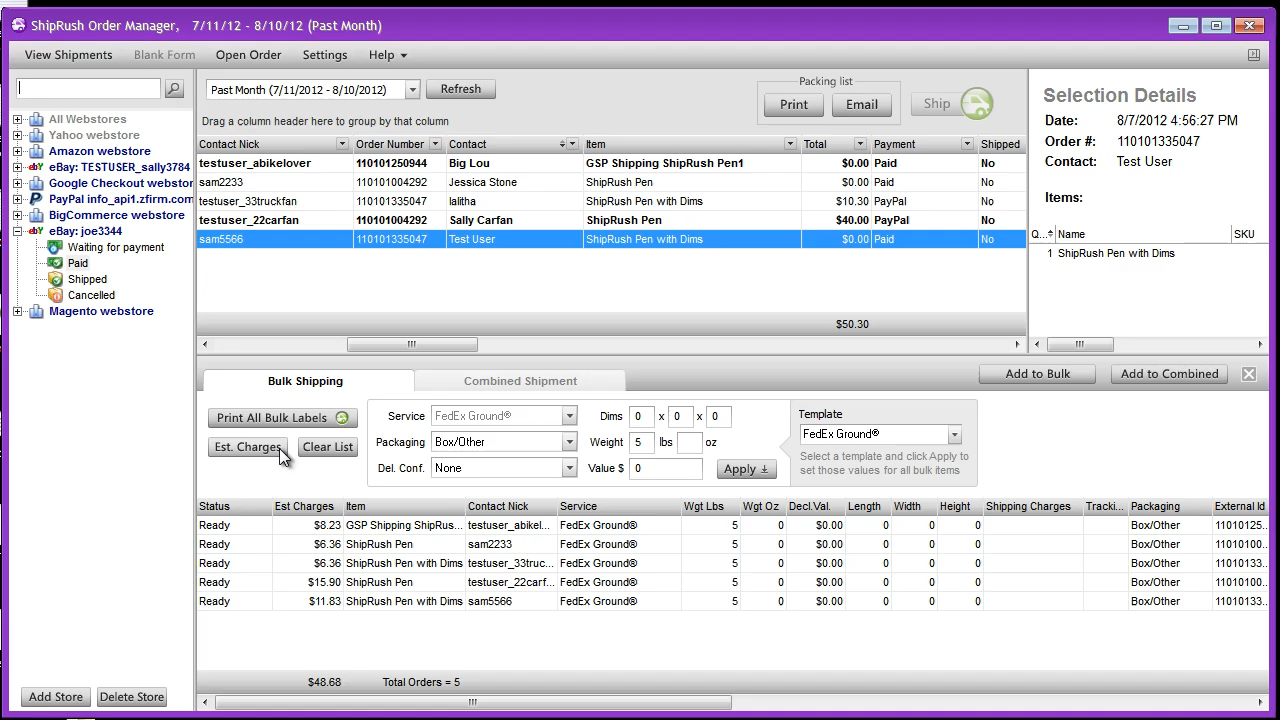 ShipRush Order Manager, 7/11/12 - 8/10/12 (Past Month)
View Shipments Blank Form Open Order Settings Help
Past Month (7/11/2012 - 8/10/2012) Refresh
Packing list
Print Email Ship
Drag a column header here to group by that column
All Webstores
Yahoo webstore
Amazon webstore
eBay: TESTUSER_sally3784
Google Checkout webstor
PayPal info_api1.zfirm.com
BigCommerce webstore
eBay: joe3344
Waiting for payment
Paid
Shipped
Cancelled
Magento webstore
Add Store Delete Store
Contact Nick Order Number Contact Item Total Payment Shipped
testuser_abikelover 110101250944 Big Lou GSP Shipping ShipRush Pen1 $0.00 Paid No
sam2233 110101004292 Jessica Stone ShipRush Pen $0.00 Paid No
testuser_33truckfan 110101335047 lalitha ShipRush Pen with Dims $10.30 PayPal No
testuser_22carfan 110101004292 Sally Carfan ShipRush Pen $40.00 PayPal No
sam5566 110101335047 Test User ShipRush Pen with Dims $0.00 Paid No
$50.30
Selection Details
Date: 8/7/2012 4:56:27 PM
Order #: 110101335047
Contact: Test User
Items:
Q... Name SKU
1 ShipRush Pen with Dims
Bulk Shipping Combined Shipment Add to Bulk Add to Combined
Print All Bulk Labels
Est. Charges Clear List
Service FedEx Ground® Dims 0 x 0 x 0
Packaging Box/Other Weight 5 lbs oz
Del. Conf. None Value $ 0 Apply
Template
FedEx Ground®
Select a template and click Apply to
set those values for all bulk items
Status Est Charges Item Contact Nick Service Wgt Lbs Wgt Oz Decl.Val. Length Width Height Shipping Charges Tracki... Packaging External Id
Ready $8.23 GSP Shipping ShipRus... testuser_abikel... FedEx Ground® 5 0 $0.00 0 0 0 Box/Other 11010125...
Ready $6.36 ShipRush Pen sam2233 FedEx Ground® 5 0 $0.00 0 0 0 Box/Other 11010100...
Ready $6.36 ShipRush Pen with Dims testuser_33truc... FedEx Ground® 5 0 $0.00 0 0 0 Box/Other 11010133...
Ready $15.90 ShipRush Pen testuser_22carf... FedEx Ground® 5 0 $0.00 0 0 0 Box/Other 11010100...
Ready $11.83 ShipRush Pen with Dims sam5566 FedEx Ground® 5 0 $0.00 0 0 0 Box/Other 11010133...
$48.68 Total Orders = 5